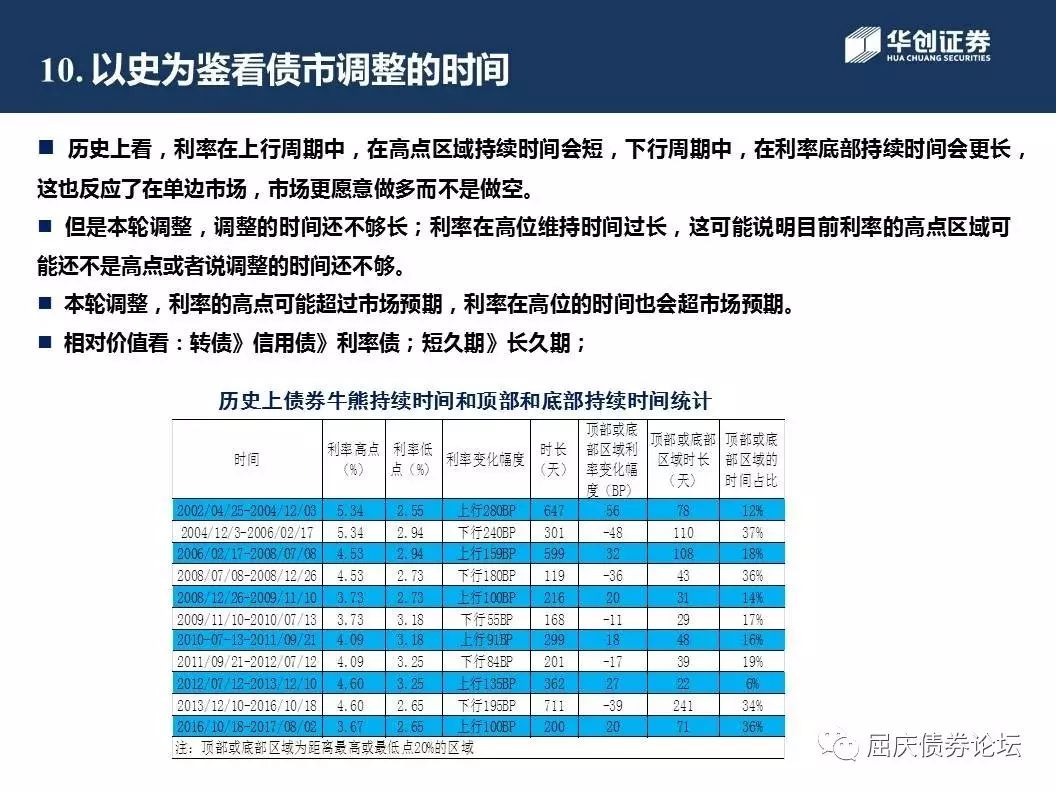 10. 以史为鉴看债市调整的时间
华创证券
HUA CHUANG SECURITIES
■ 历史上看，利率在上行周期中，在高点区域持续时间会短，下行周期中，在利率底部持续时间会更长，
这也反应了在单边市场，市场更愿意做多而不是做空。
■ 但是本轮调整，调整的时间还不够长；利率在高位维持时间过长，这可能说明目前利率的高点区域可
能还不是高点或者说调整的时间还不够。
■ 本轮调整，利率的高点可能超过市场预期，利率在高位的时间也会超市场预期。
■ 相对价值看：转债》信用债》利率债；短久期》长久期；
历史上债券牛熊持续时间和顶部和底部持续时间统计
时间 利率高点（%） 利率低点（%） 利率变化幅度 时长（天） 顶部或底部区域利率变化幅度（BP） 顶部或底部区域时长（天） 顶部或底部区域的时间占比
2002/04/25-2004/12/03 5.34 2.55 上行280BP 647 56 78 12%
2004/12/3-2006/02/17 5.34 2.94 下行240BP 301 -48 110 37%
2006/02/17-2008/07/08 4.53 2.94 上行159BP 599 32 108 18%
2008/07/08-2008/12/26 4.53 2.73 下行180BP 119 -36 43 36%
2008/12/26-2009/11/10 3.73 2.73 上行100BP 216 20 31 14%
2009/11/10-2010/07/13 3.73 3.18 下行55BP 168 -11 29 17%
2010-07-13-2011/09/21 4.09 3.18 上行91BP 299 18 48 16%
2011/09/21-2012/07/12 4.09 3.25 下行84BP 201 -17 39 19%
2012/07/12-2013/12/10 4.60 3.25 上行135BP 362 27 22 6%
2013/12/10-2016/10/18 4.60 2.65 下行195BP 711 -39 241 34%
2016/10/18-2017/08/02 3.67 2.65 上行100BP 200 20 71 36%
注：顶部或底部区域为距离最高或最低点20%的区域
屈庆债券论坛